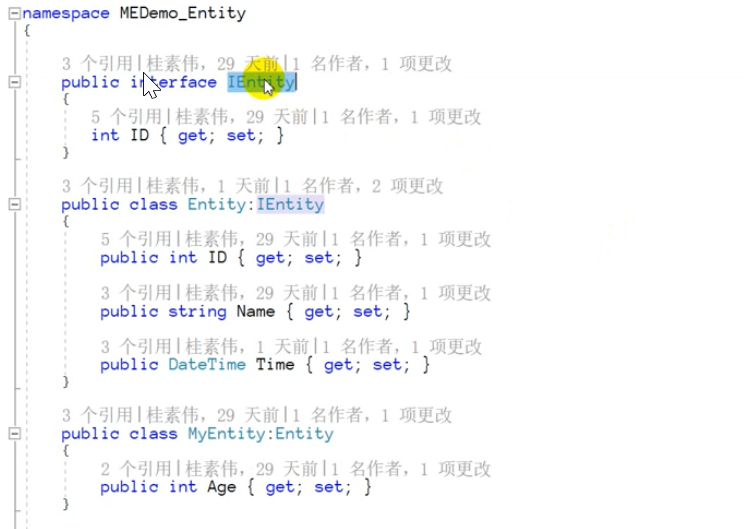 namespace MEDemo_Entity
{
3 个引用|桂素伟，29 天前|1 名作者，1 项更改
public interface IEntity
{
5 个引用|桂素伟，29 天前|1 名作者，1 项更改
int ID { get; set; }
}
3 个引用|桂素伟，1 天前|1 名作者，2 项更改
public class Entity:IEntity
{
5 个引用|桂素伟，29 天前|1 名作者，1 项更改
public int ID { get; set; }
3 个引用|桂素伟，29 天前|1 名作者，1 项更改
public string Name { get; set; }
3 个引用|桂素伟，1 天前|1 名作者，1 项更改
public DateTime Time { get; set; }
}
3 个引用|桂素伟，29 天前|1 名作者，1 项更改
public class MyEntity:Entity
{
2 个引用|桂素伟，29 天前|1 名作者，1 项更改
public int Age { get; set; }
}